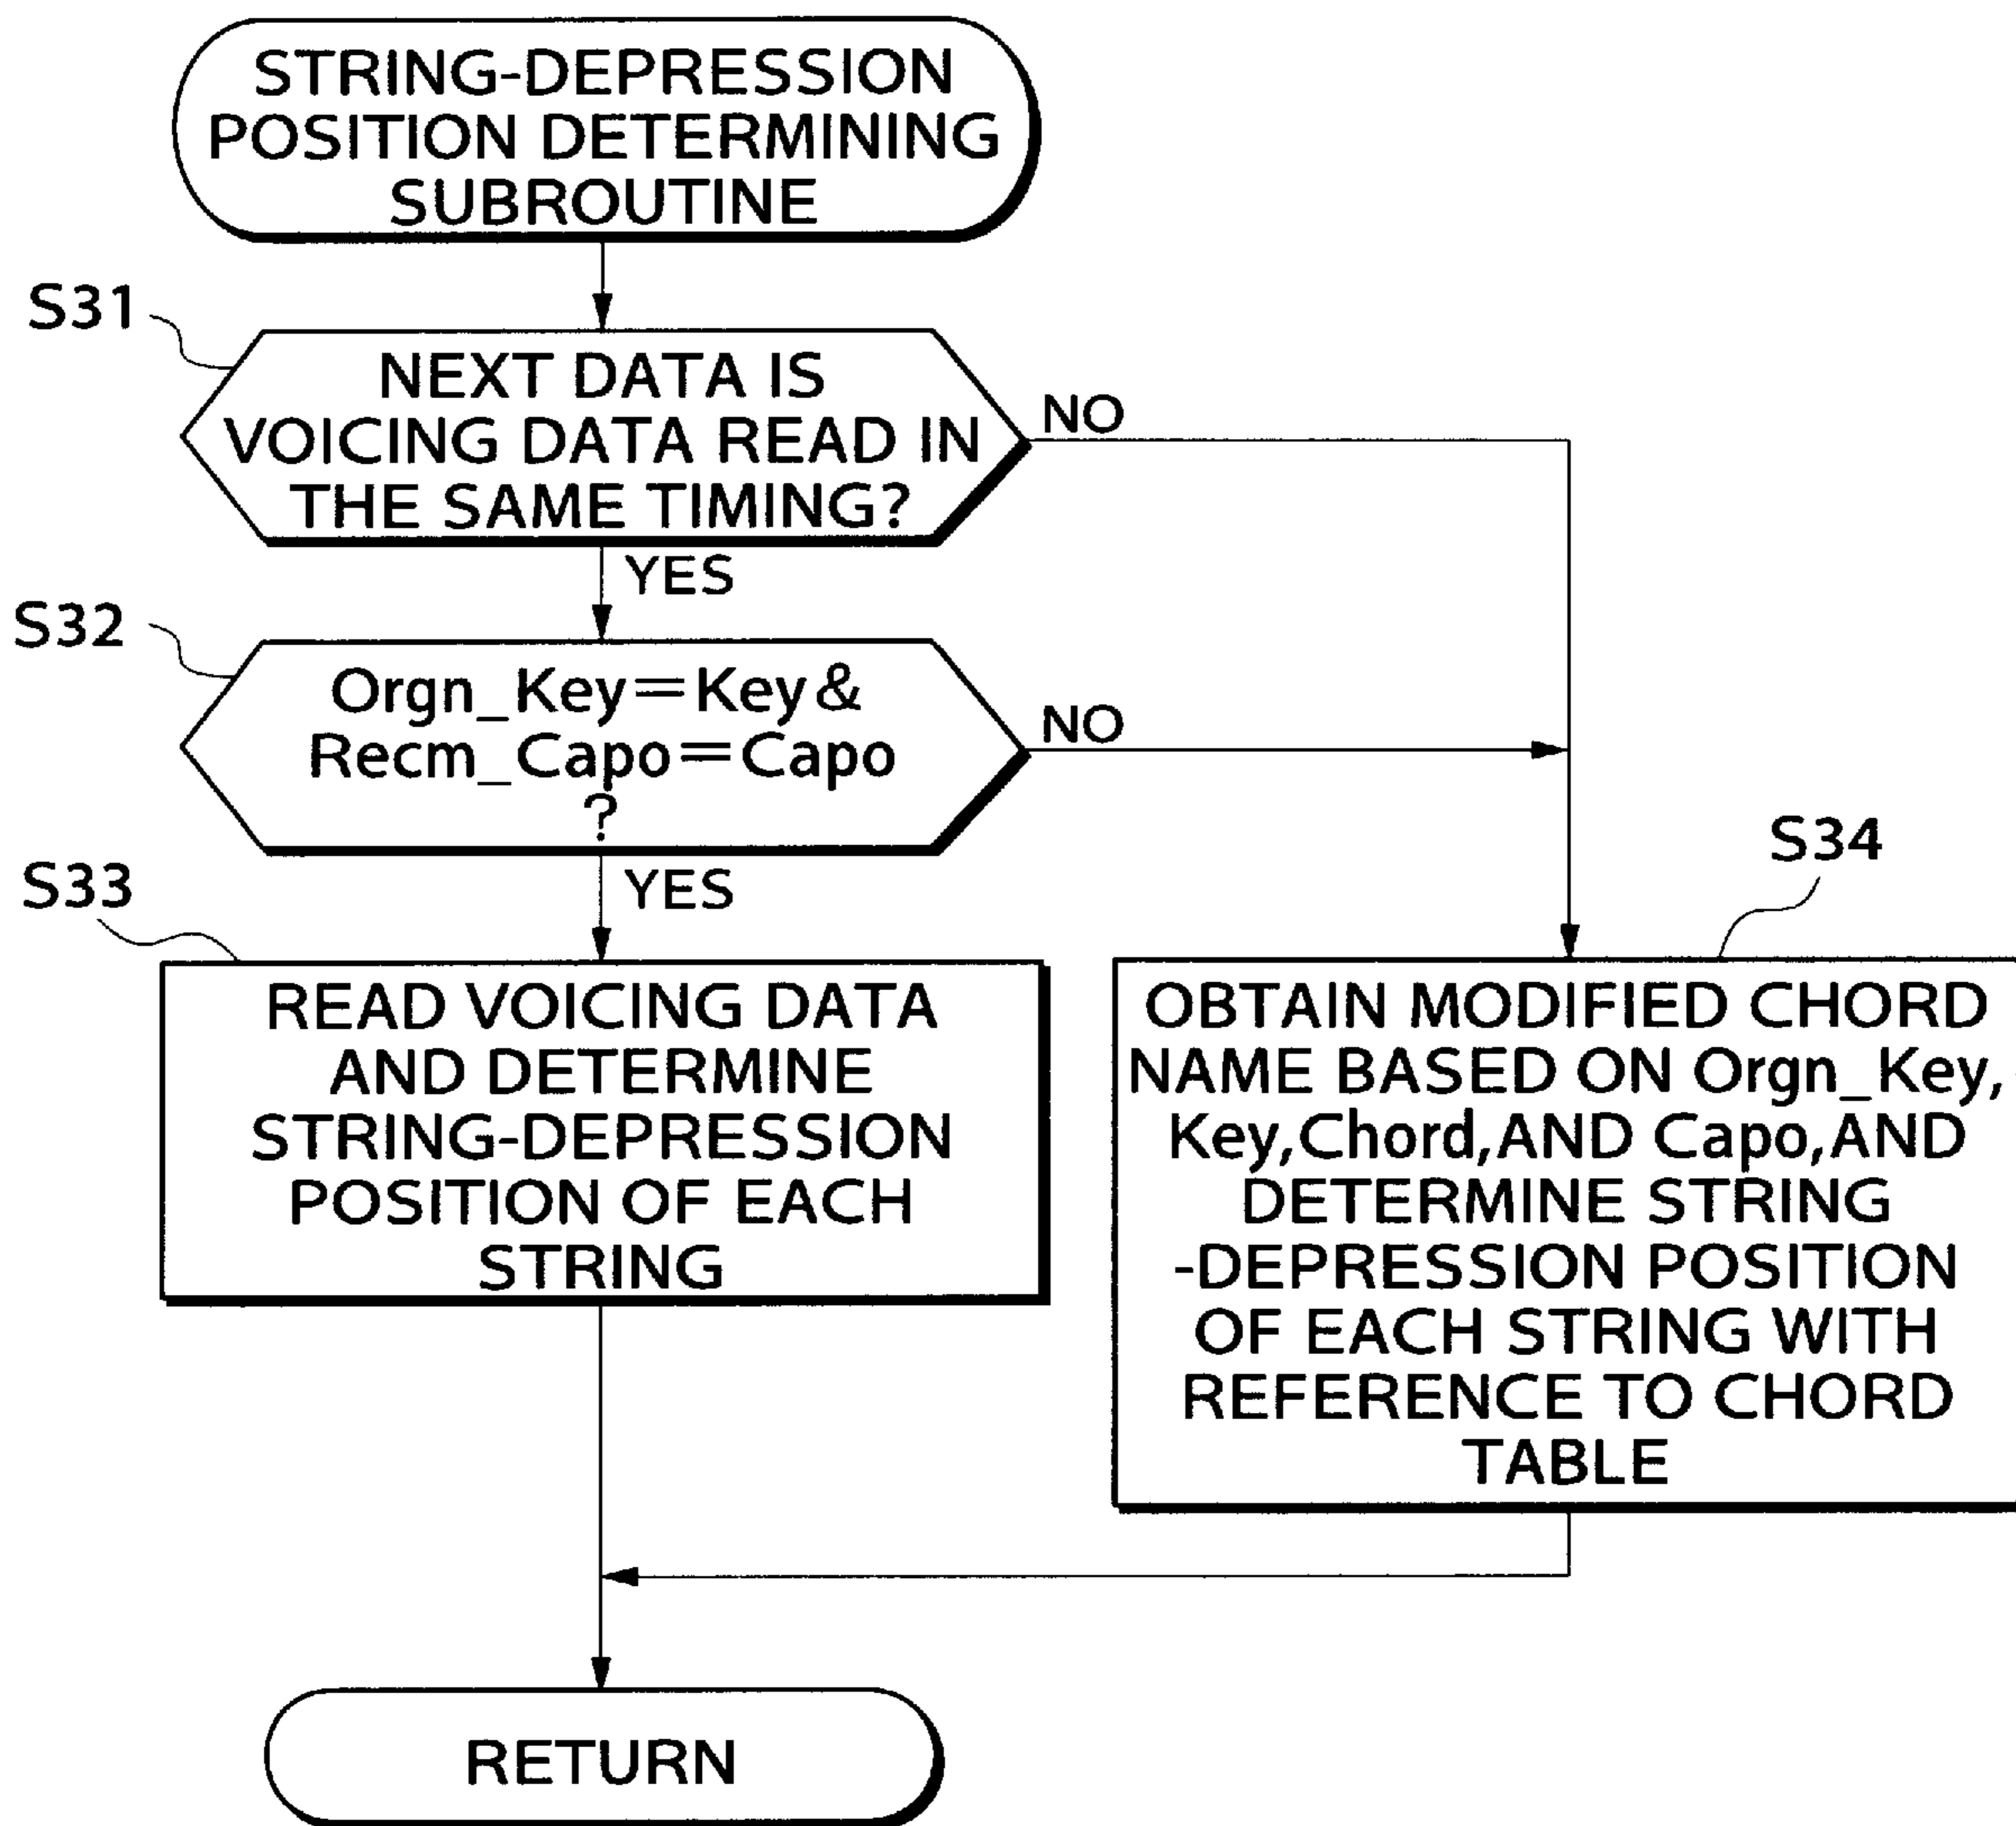 STRING-DEPRESSION
POSITION DETERMINING
SUBROUTINE
S31
NEXT DATA IS
VOICING DATA READ IN
THE SAME TIMING?
NO
YES
S32
Orgn_Key=Key&
Recm_Capo=Capo
?
NO
YES
S33
READ VOICING DATA
AND DETERMINE
STRING-DEPRESSION
POSITION OF EACH
STRING
S34
OBTAIN MODIFIED CHORD
NAME BASED ON Orgn_Key,
Key,Chord,AND Capo,AND
DETERMINE STRING
-DEPRESSION POSITION
OF EACH STRING WITH
REFERENCE TO CHORD
TABLE
RETURN